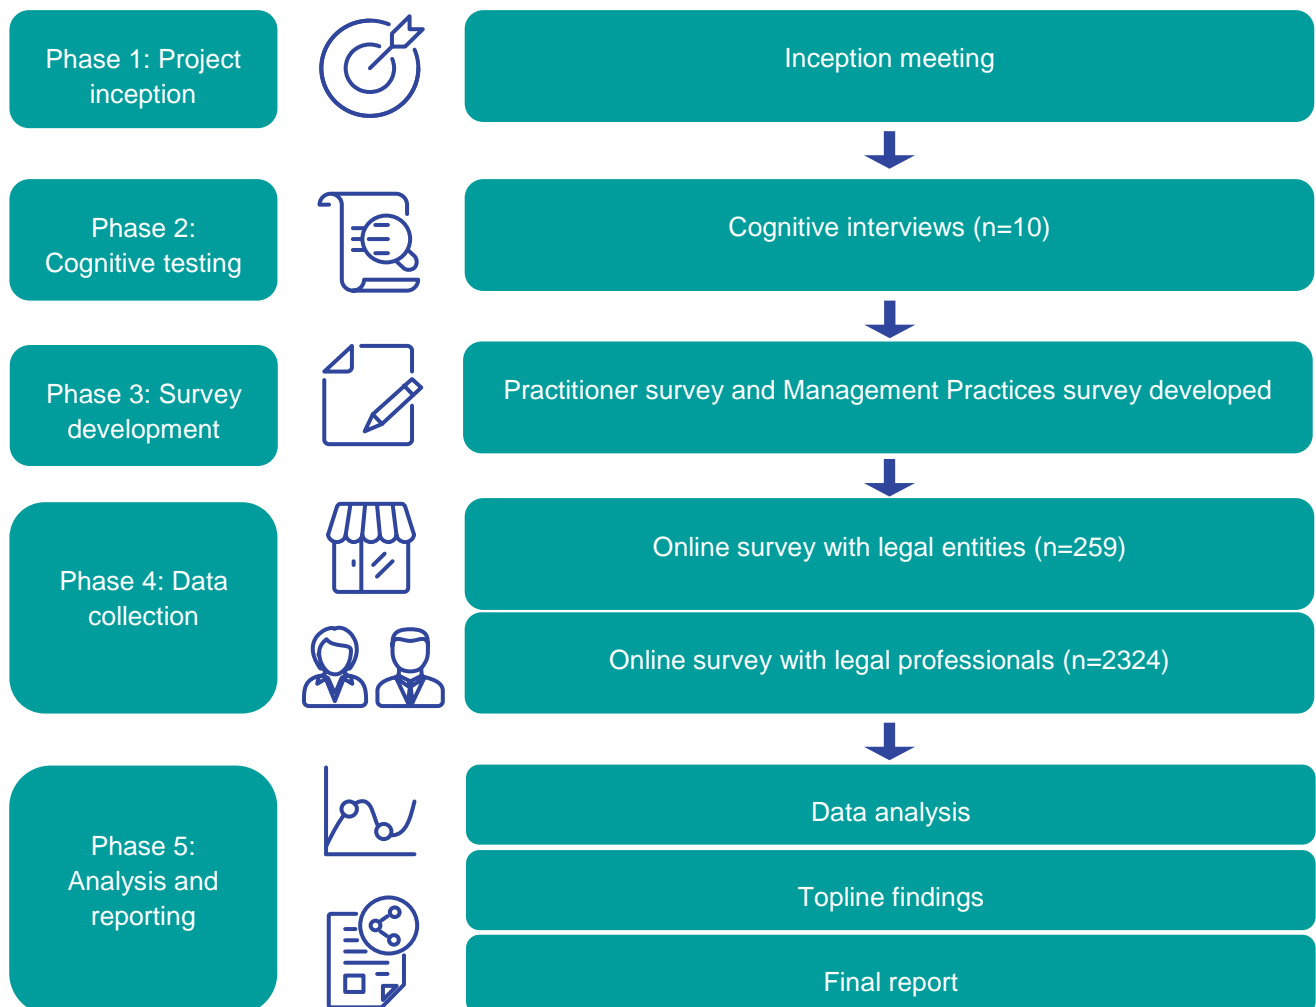 Phase 1: Project
inception
Inception meeting
Phase 2:
Cognitive testing
Cognitive interviews (n=10)
Phase 3: Survey
development
Practitioner survey and Management Practices survey developed
Phase 4: Data
collection
Online survey with legal entities (n=259)
Online survey with legal professionals (n=2324)
Phase 5:
Analysis and
reporting
Data analysis
Topline findings
Final report